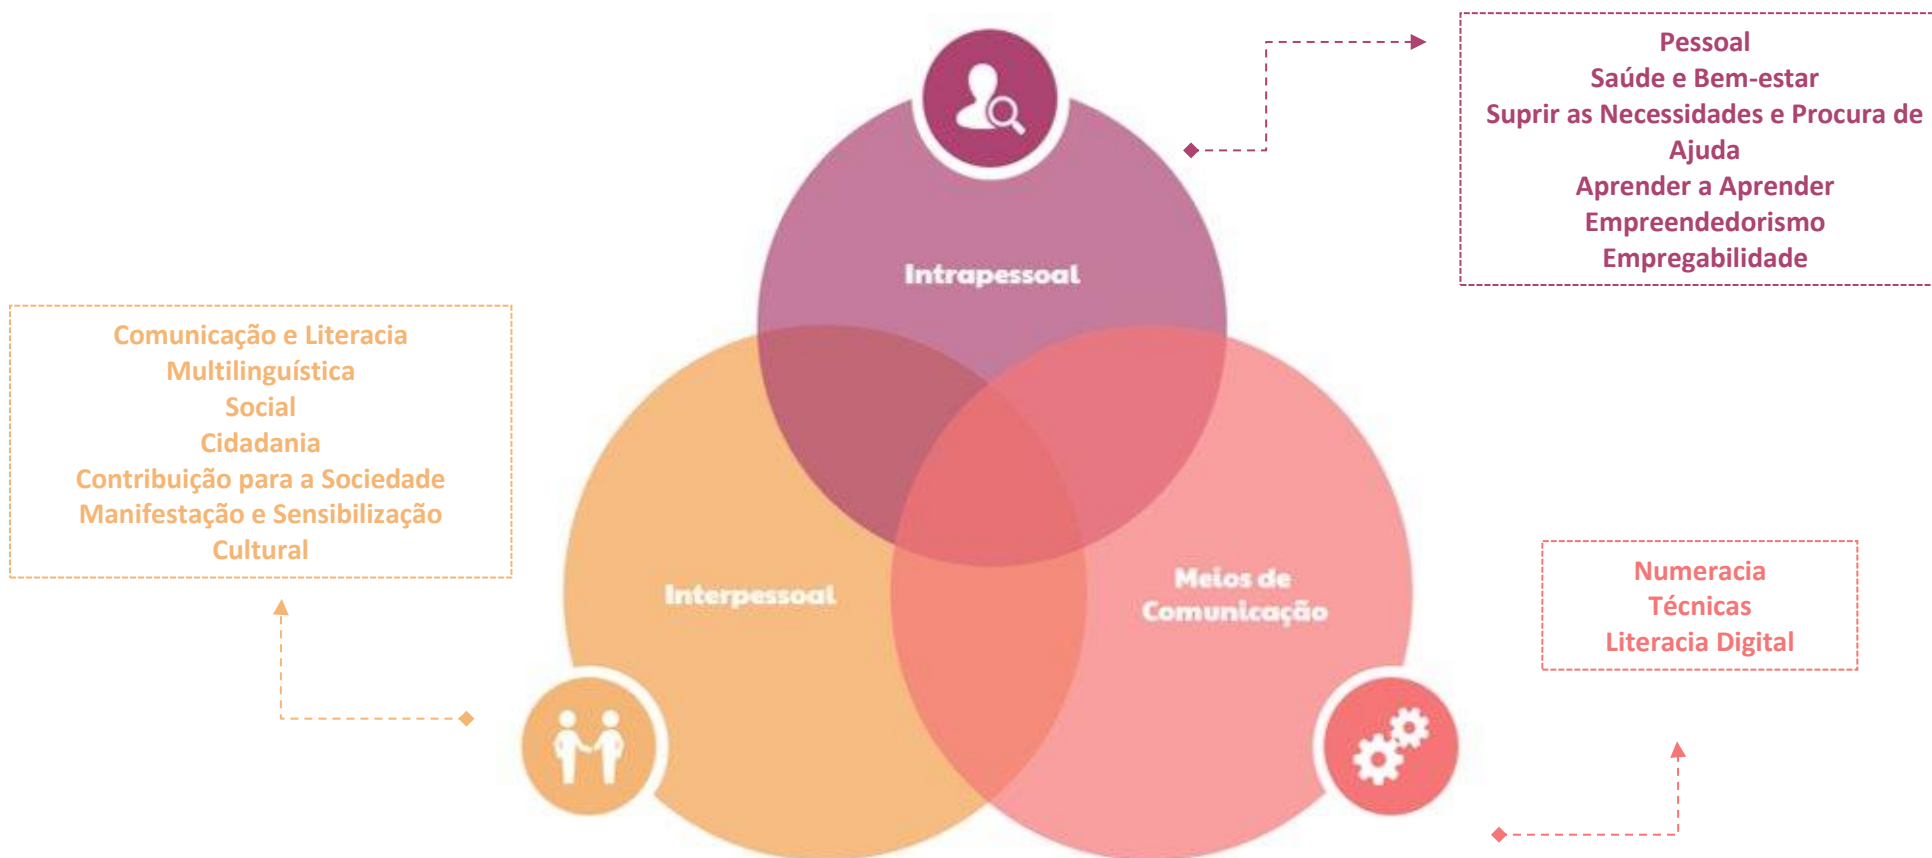 Pessoal
Saúde e Bem-estar
Suprir as Necessidades e Procura de
Ajuda
Aprender a Aprender
Empreendedorismo
Empregabilidade
Intrapessoal
Comunicação e Literacia
Multilinguística
Social
Cidadania
Contribuição para a Sociedade
Manifestação e Sensibilização
Cultural
Interpessoal
Meios de
Comunicação
Numeracia
Técnicas
Literacia Digital